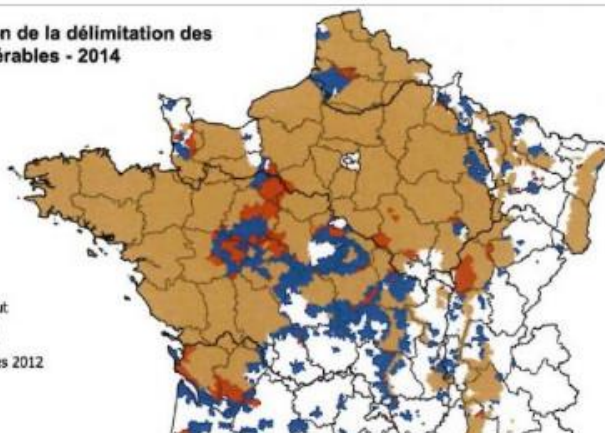 n de la délimitation des
érables - 2014
ut
es 2012